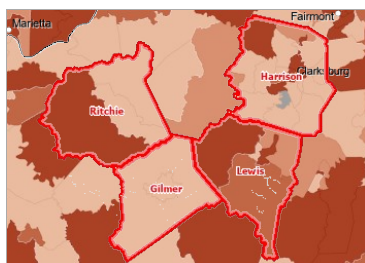 Fairmont
Marietta
Harrison
Clarksburg
Ritchie
Lewis
Gilmer